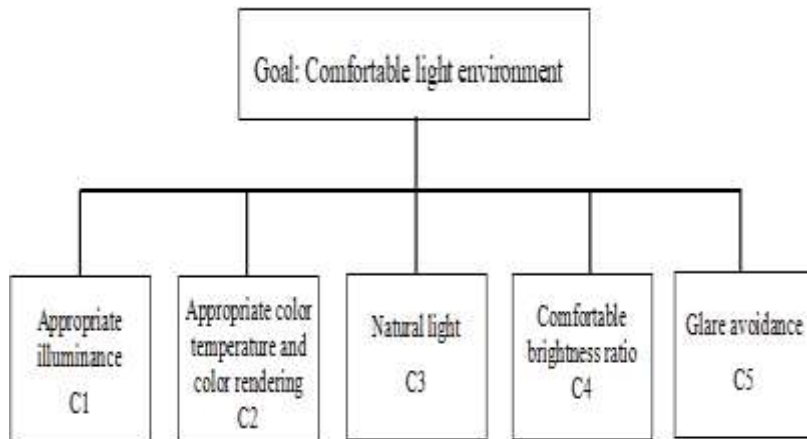 Goal: Comfortable light environment
Appropriate
illuminance
C1
Appropriate color
temperature and
color rendering
C2
Natural light
C3
Comfortable
brightness ratio
C4
Glare avoidance
C5